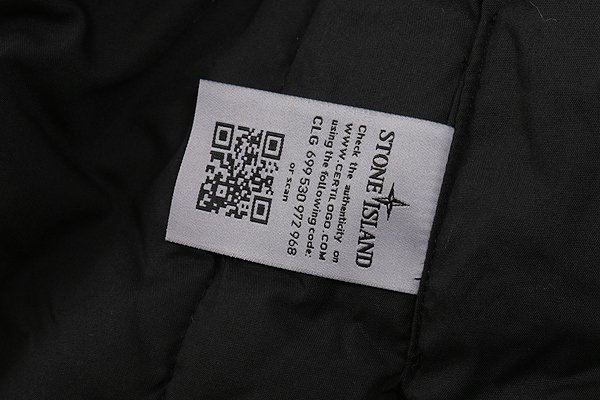 STONE ISLAND
Check the authenticity on
WWW.CERTILOGO.COM
using the following code:
CLG 699 530 972 968
or scan